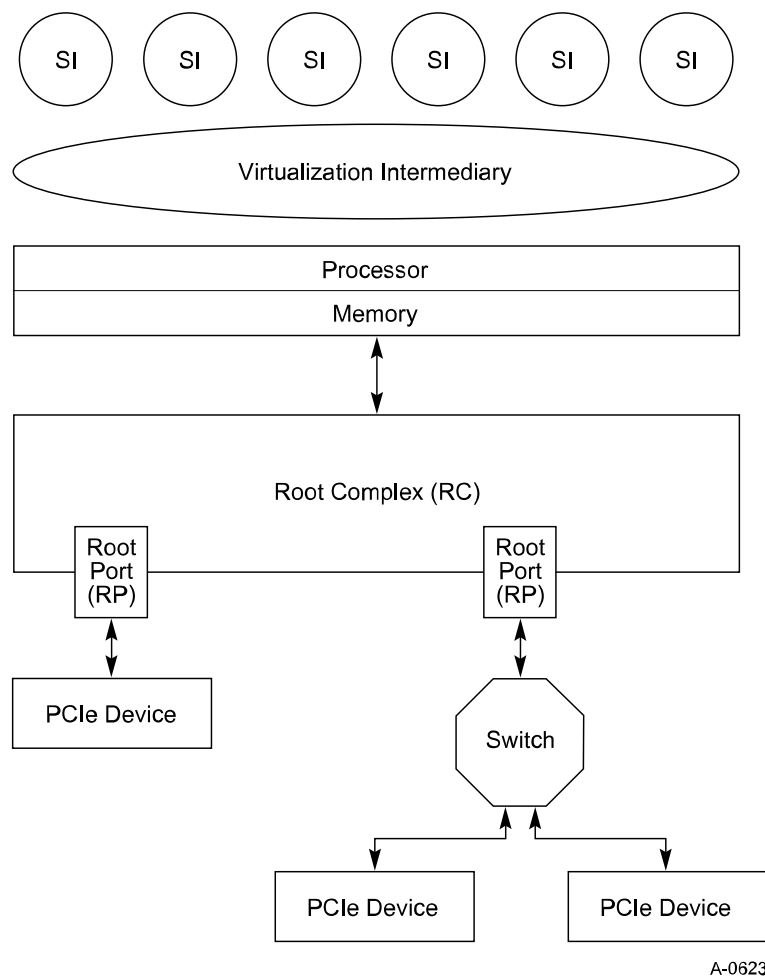 SI SI SI SI SI SI
Virtualization Intermediary
Processor
Memory
Root Complex (RC)
Root
Port
(RP)
Root
Port
(RP)
PCIe Device
Switch
PCIe Device
PCIe Device
A-0623